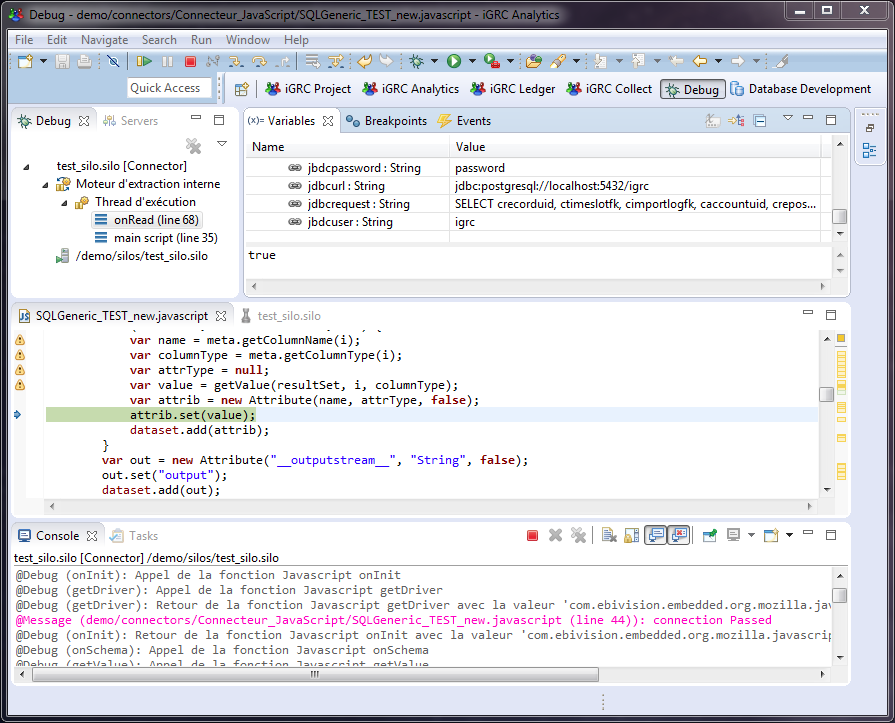 Debug - demo/connectors/Connecteur_JavaScript/SQLGeneric_TEST_new.javascript - iGRC Analytics
File Edit Navigate Search Run Window Help
Quick Access
iGRC Project iGRC Analytics iGRC Ledger iGRC Collect Debug Database Development
Debug Servers
test_silo.silo [Connector]
Moteur d'extraction interne
Thread d'exécution
onRead (line 68)
main script (line 35)
/demo/silos/test_silo.silo
(x)= Variables Breakpoints Events
Name Value
jbdcpassword : String password
jdbcurl : String jdbc:postgresql://localhost:5432/igrc
jdbcrequest : String SELECT crecorduid, ctimeslotfk, cimportlogfk, caccountuid, crepos...
jbdcuser : String igrc
true
SQLGeneric_TEST_new.javascript test_silo.silo
var name = meta.getColumnName(i);
var columnType = meta.getColumnType(i);
var attrType = null;
var value = getValue(resultSet, i, columnType);
var attrib = new Attribute(name, attrType, false);
attrib.set(value);
dataset.add(attrib);
}
var out = new Attribute("__outputstream__", "String", false);
out.set("output");
dataset.add(out);
Console Tasks
test_silo.silo [Connector] /demo/silos/test_silo.silo
@Debug (onInit): Appel de la fonction Javascript onInit
@Debug (getDriver): Appel de la fonction Javascript getDriver
@Debug (getDriver): Retour de la fonction Javascript getDriver avec la valeur 'com.ebivision.embedded.org.mozilla.jav
@Message (demo/connectors/Connecteur_JavaScript/SQLGeneric_TEST_new.javascript (line 44)): connection Passed
@Debug (onInit): Retour de la fonction Javascript onInit avec la valeur 'com.ebivision.embedded.org.mozilla.javascrip
@Debug (onSchema): Appel de la fonction Javascript onSchema
@Debug (getValue): Appel de la fonction Javascript getValue